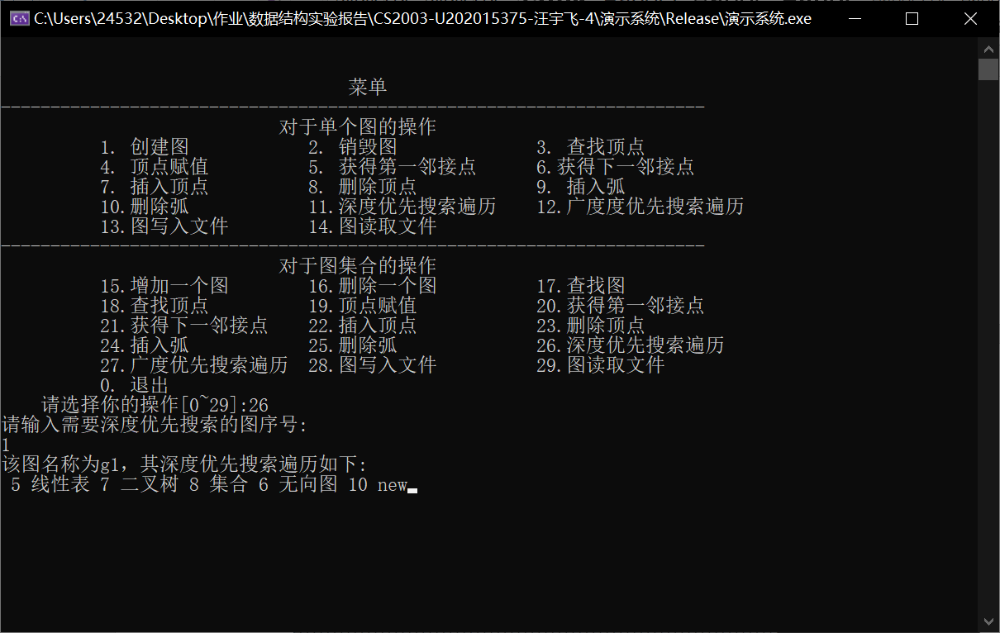 C:\Users\24532\Desktop\作业\数据结构实验报告\CS2003-U202015375-汪宇飞-4\演示系统\Release\演示系统.exe
菜单
-----------------------------------------------------------------------
对于单个图的操作
1. 创建图 2. 销毁图 3. 查找顶点
4. 顶点赋值 5. 获得第一邻接点 6.获得下一邻接点
7. 插入顶点 8. 删除顶点 9. 插入弧
10.删除弧 11.深度优先搜索遍历 12.广度度优先搜索遍历
13.图写入文件 14.图读取文件
-----------------------------------------------------------------------
对于图集合的操作
15.增加一个图 16.删除一个图 17.查找图
18.查找顶点 19.顶点赋值 20.获得第一邻接点
21.获得下一邻接点 22.插入顶点 23.删除顶点
24.插入弧 25.删除弧 26.深度优先搜索遍历
27.广度优先搜索遍历 28.图写入文件 29.图读取文件
0. 退出
请选择你的操作[0~29]:26
请输入需要深度优先搜索的图序号:
1
该图名称为g1，其深度优先搜索遍历如下:
5 线性表 7 二叉树 8 集合 6 无向图 10 new